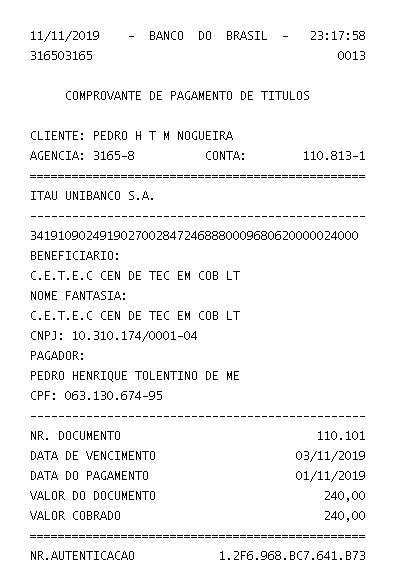 11/11/2019 - BANCO DO BRASIL - 23:17:58
316503165 0013
COMPROVANTE DE PAGAMENTO DE TITULOS
CLIENTE: PEDRO H T M NOGUEIRA
AGENCIA: 3165-8 CONTA: 110.813-1
================================================
ITAU UNIBANCO S.A.
------------------------------------------------
34191090249190270028472468880009680620000024000
BENEFICIARIO:
C.E.T.E.C CEN DE TEC EM COB LT
NOME FANTASIA:
C.E.T.E.C CEN DE TEC EM COB LT
CNPJ: 10.310.174/0001-04
PAGADOR:
PEDRO HENRIQUE TOLENTINO DE ME
CPF: 063.130.674-95
------------------------------------------------
NR. DOCUMENTO 110.101
DATA DE VENCIMENTO 03/11/2019
DATA DO PAGAMENTO 01/11/2019
VALOR DO DOCUMENTO 240,00
VALOR COBRADO 240,00
================================================
NR.AUTENTICACAO 1.2F6.968.BC7.641.B73